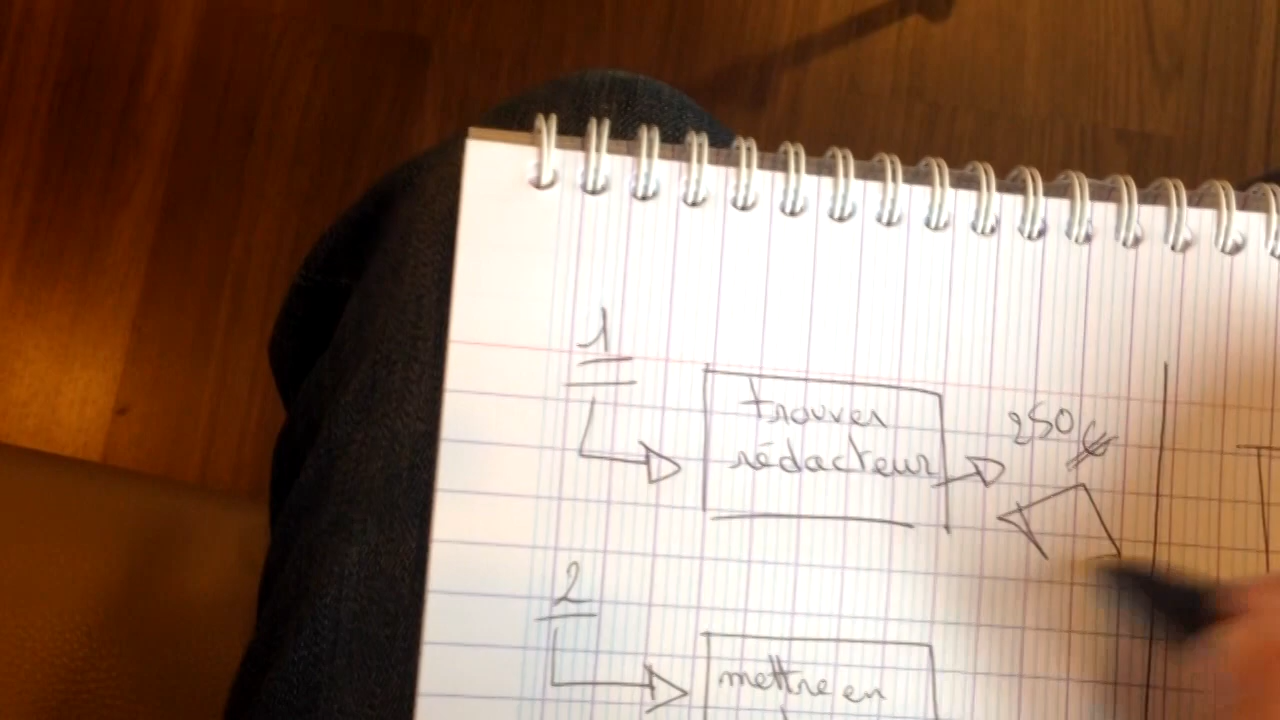 1
trouver
rédacteur
250€
2
mettre en